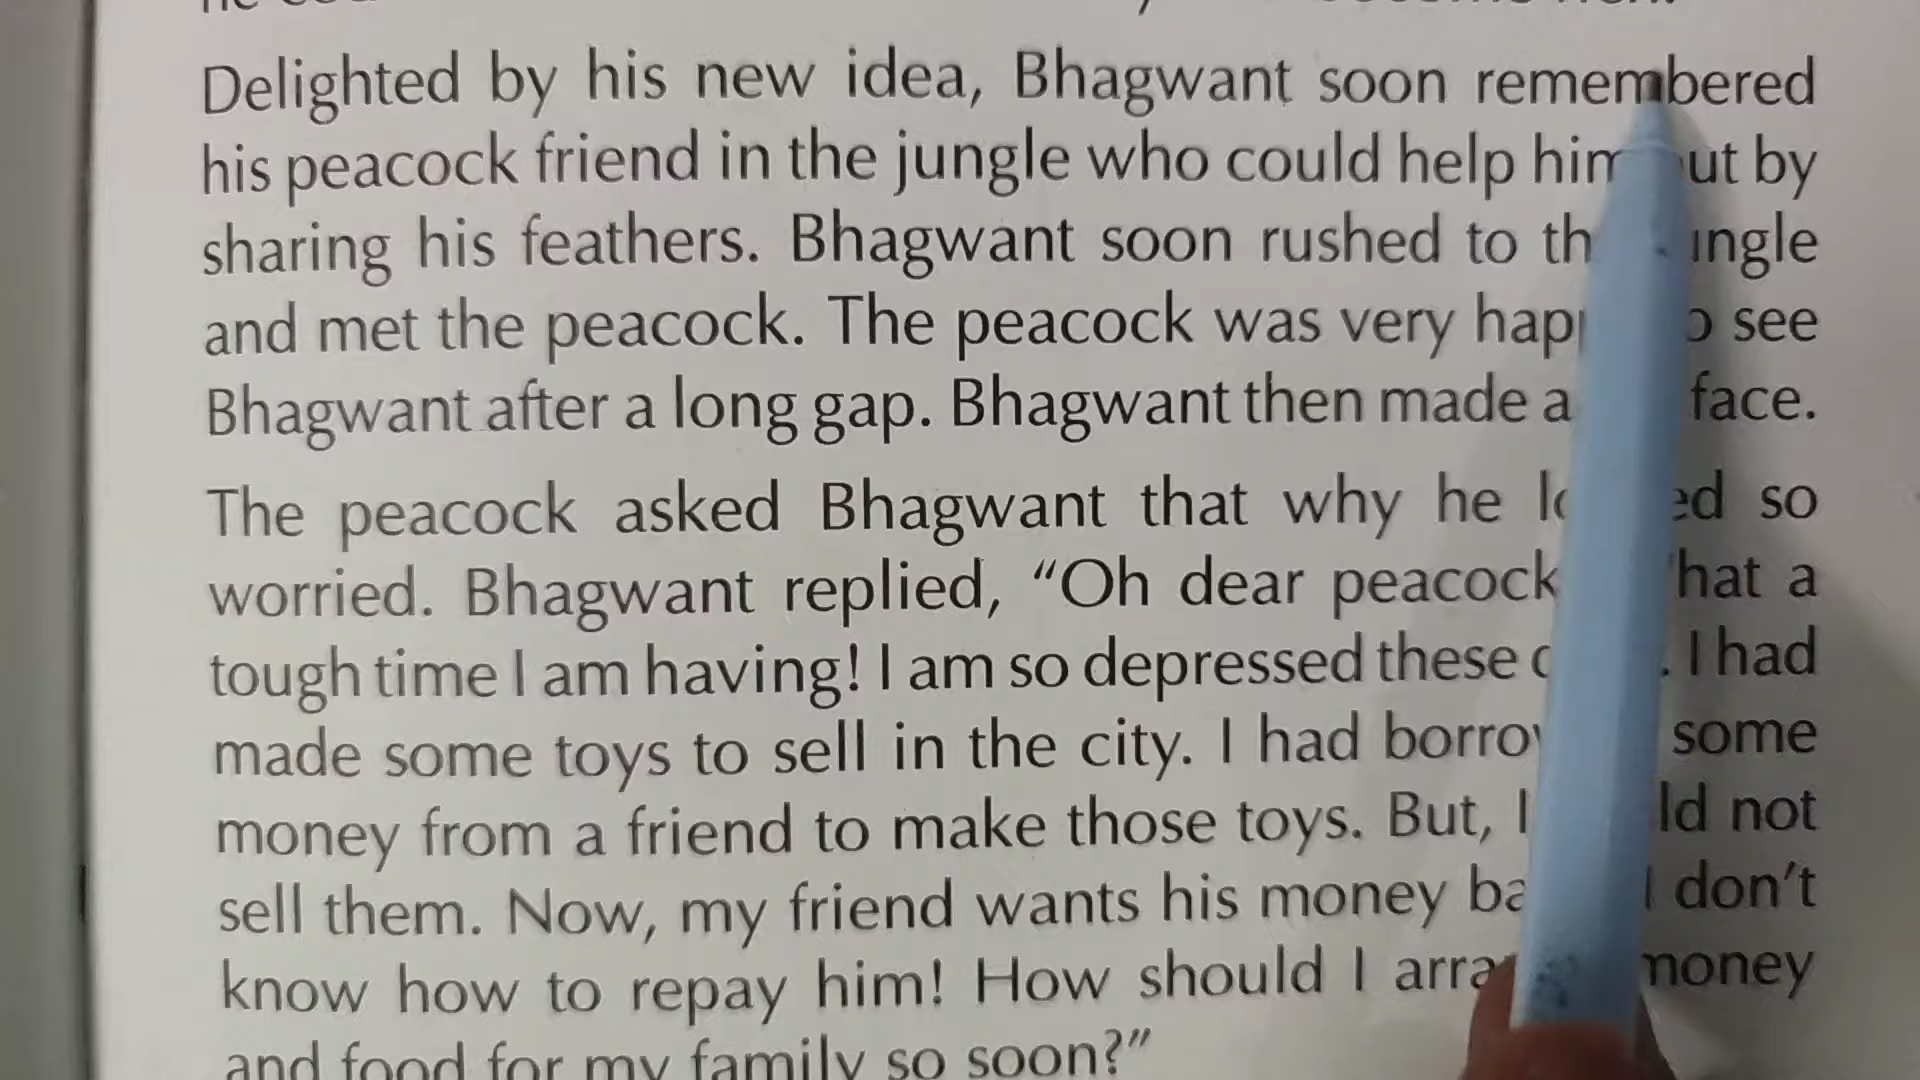 Delighted by his new idea, Bhagwant soon remembered
his peacock friend in the jungle who could help him out by
sharing his feathers. Bhagwant soon rushed to the jungle
and met the peacock. The peacock was very happy to see
Bhagwant after a long gap. Bhagwant then made a face.
The peacock asked Bhagwant that why he looked so
worried. Bhagwant replied, “Oh dear peacock What a
tough time I am having! I am so depressed these days. I had
made some toys to sell in the city. I had borrowed some
money from a friend to make those toys. But, I could not
sell them. Now, my friend wants his money back I don’t
know how to repay him! How should I arrange money
and food for my family so soon?”